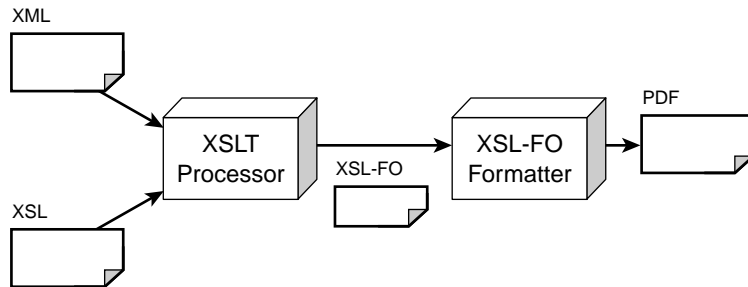 XML
XSL
XSLT
Processor
XSL-FO
XSL-FO
Formatter
PDF